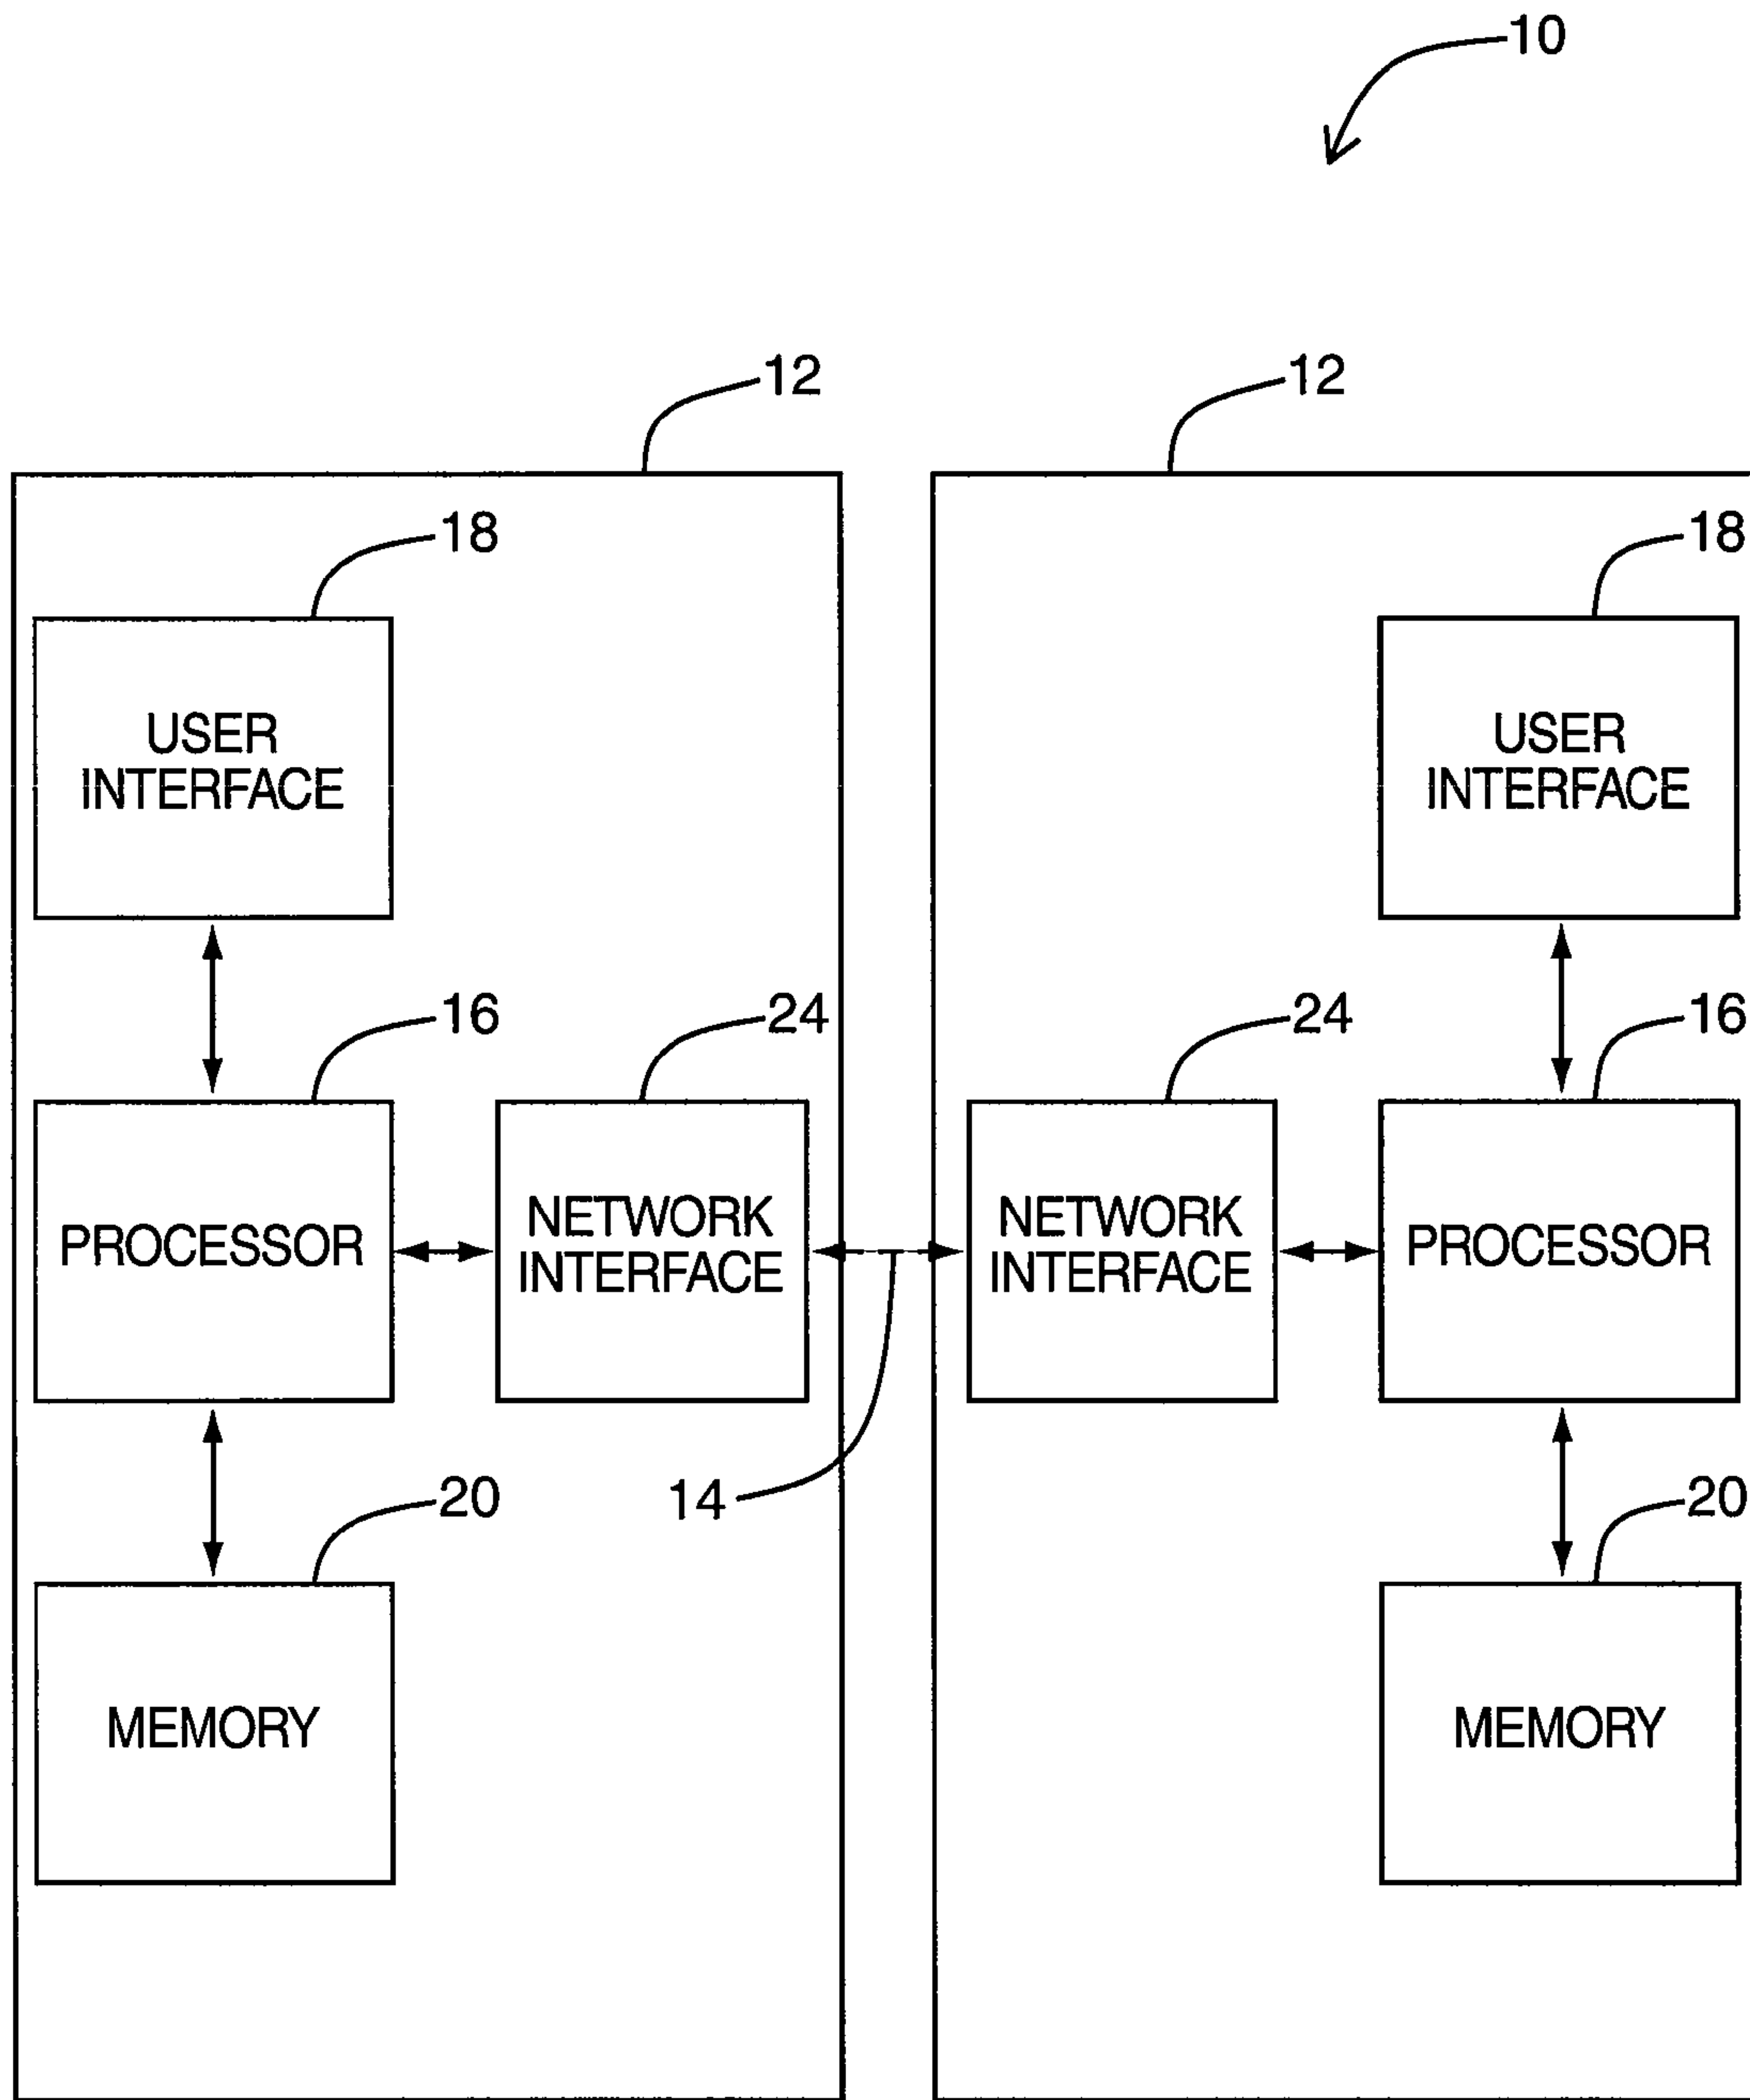 10
12
12
18
18
USER
INTERFACE
USER
INTERFACE
16
24
24
16
PROCESSOR
NETWORK
INTERFACE
NETWORK
INTERFACE
PROCESSOR
14
20
20
MEMORY
MEMORY